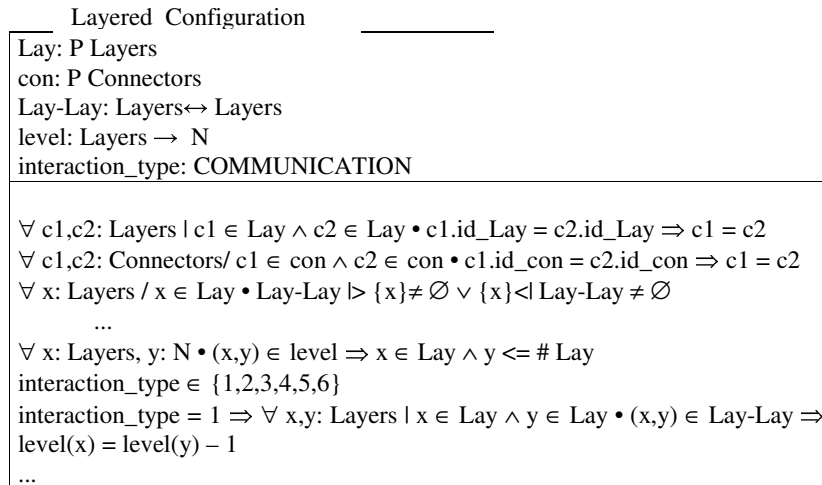 Layered Configuration
Lay: P Layers
con: P Connectors
Lay-Lay: Layers↔ Layers
level: Layers → N
interaction_type: COMMUNICATION
∀ c1,c2: Layers | c1 ∈ Lay ∧ c2 ∈ Lay • c1.id_Lay = c2.id_Lay ⇒ c1 = c2
∀ c1,c2: Connectors/ c1 ∈ con ∧ c2 ∈ con • c1.id_con = c2.id_con ⇒ c1 = c2
∀ x: Layers / x ∈ Lay • Lay-Lay |> {x}≠ ∅ ∨ {x}<| Lay-Lay ≠ ∅
...
∀ x: Layers, y: N • (x,y) ∈ level ⇒ x ∈ Lay ∧ y <= # Lay
interaction_type ∈ {1,2,3,4,5,6}
interaction_type = 1 ⇒ ∀ x,y: Layers | x ∈ Lay ∧ y ∈ Lay • (x,y) ∈ Lay-Lay ⇒
level(x) = level(y) – 1
...